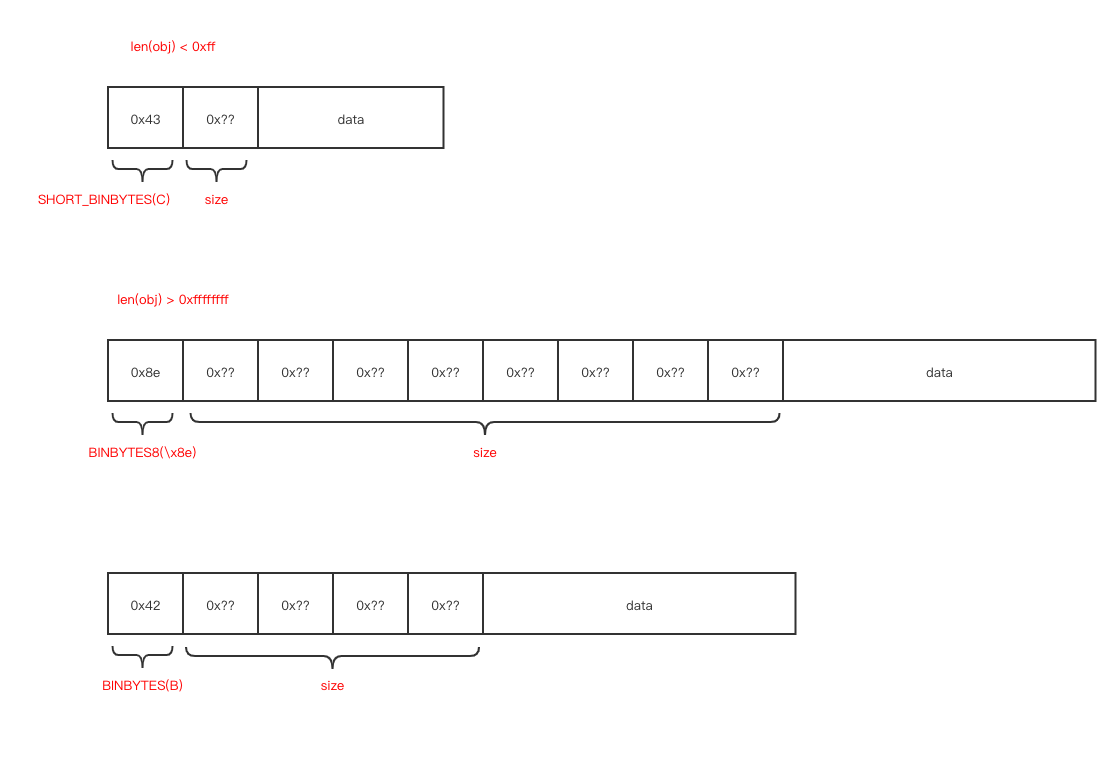 len(obj) < 0xff
0x43 0x?? data
SHORT_BINBYTES(C) size
len(obj) > 0xffffffff
0x8e 0x?? 0x?? 0x?? 0x?? 0x?? 0x?? 0x?? 0x?? data
BINBYTES8(\x8e) size
0x42 0x?? 0x?? 0x?? 0x?? data
BINBYTES(B) size